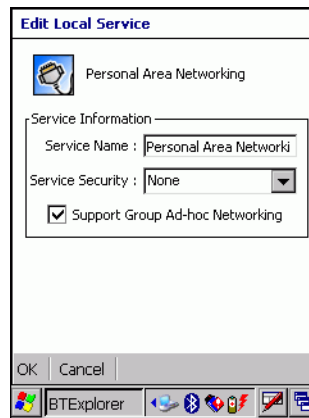 Edit Local Service
Personal Area Networking
Service Information
Service Name : Personal Area Networki
Service Security : None
Support Group Ad-hoc Networking
OK Cancel
BTExplorer